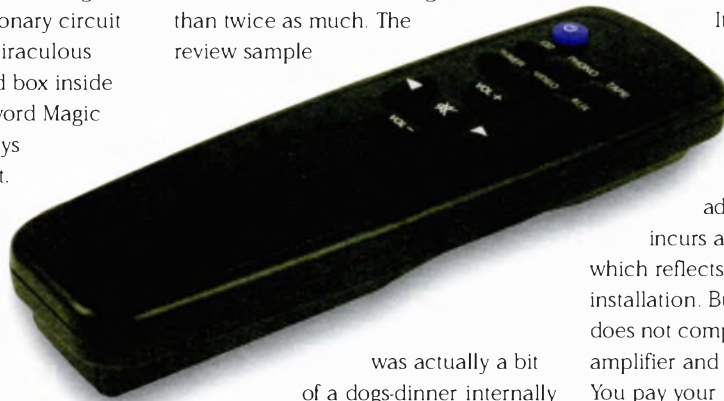 onary circuit
iraculous
d box inside
vord Magic
ys
t.
than twice as much. The
review sample
was actually a bit
of a dogs-dinner internally
It
ad
incurs a
which reflects
installation. Bu
does not comp
amplifier and
You pay your
CD
PHONO
TAPE
TUNER
VIDEO
AUX
VOL+
VOL-